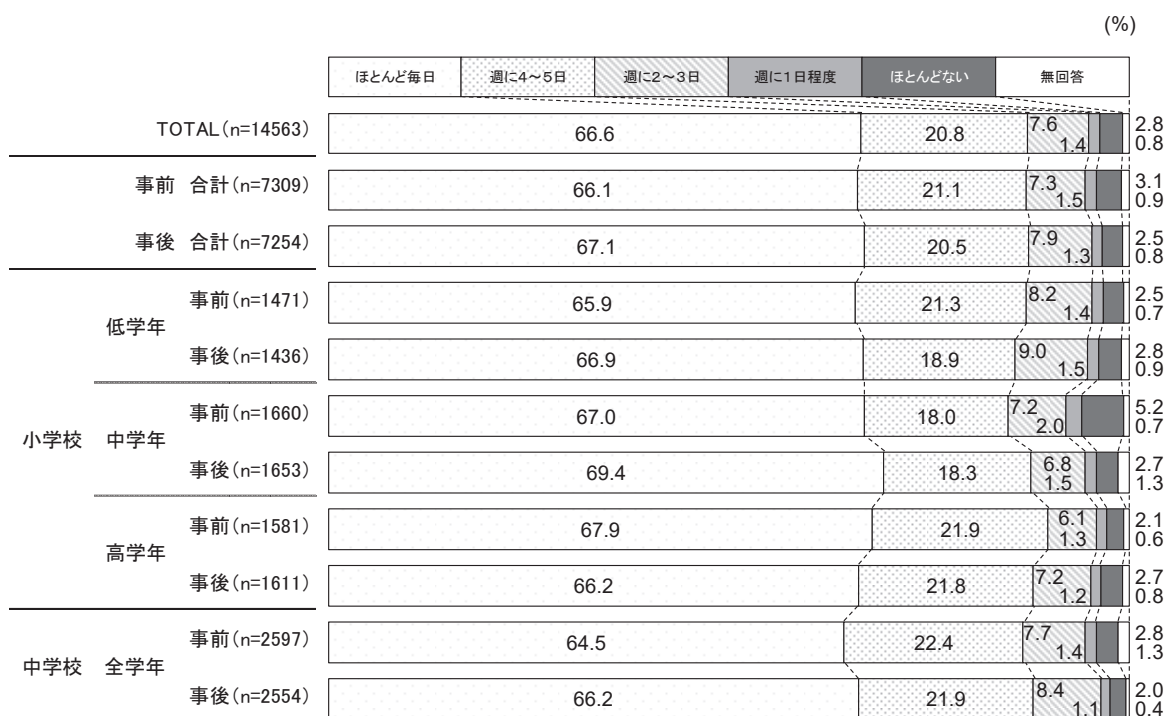 (%)
ほとんど毎日 週に4～5日 週に2～3日 週に1日程度 ほとんどない 無回答
TOTAL(n=14563) 66.6 20.8 7.6 1.4 2.8 0.8
事前 合計(n=7309) 66.1 21.1 7.3 1.5 3.1 0.9
事後 合計(n=7254) 67.1 20.5 7.9 1.3 2.5 0.8
事前(n=1471) 65.9 21.3 8.2 1.4 2.5 0.7
低学年
事後(n=1436) 66.9 18.9 9.0 1.5 2.8 0.9
事前(n=1660) 67.0 18.0 7.2 2.0 5.2 0.7
小学校 中学年
事後(n=1653) 69.4 18.3 6.8 1.5 2.7 1.3
事前(n=1581) 67.9 21.9 6.1 1.3 2.1 0.6
高学年
事後(n=1611) 66.2 21.8 7.2 1.2 2.7 0.8
事前(n=2597) 64.5 22.4 7.7 1.4 2.8 1.3
中学校 全学年
事後(n=2554) 66.2 21.9 8.4 1.1 2.0 0.4